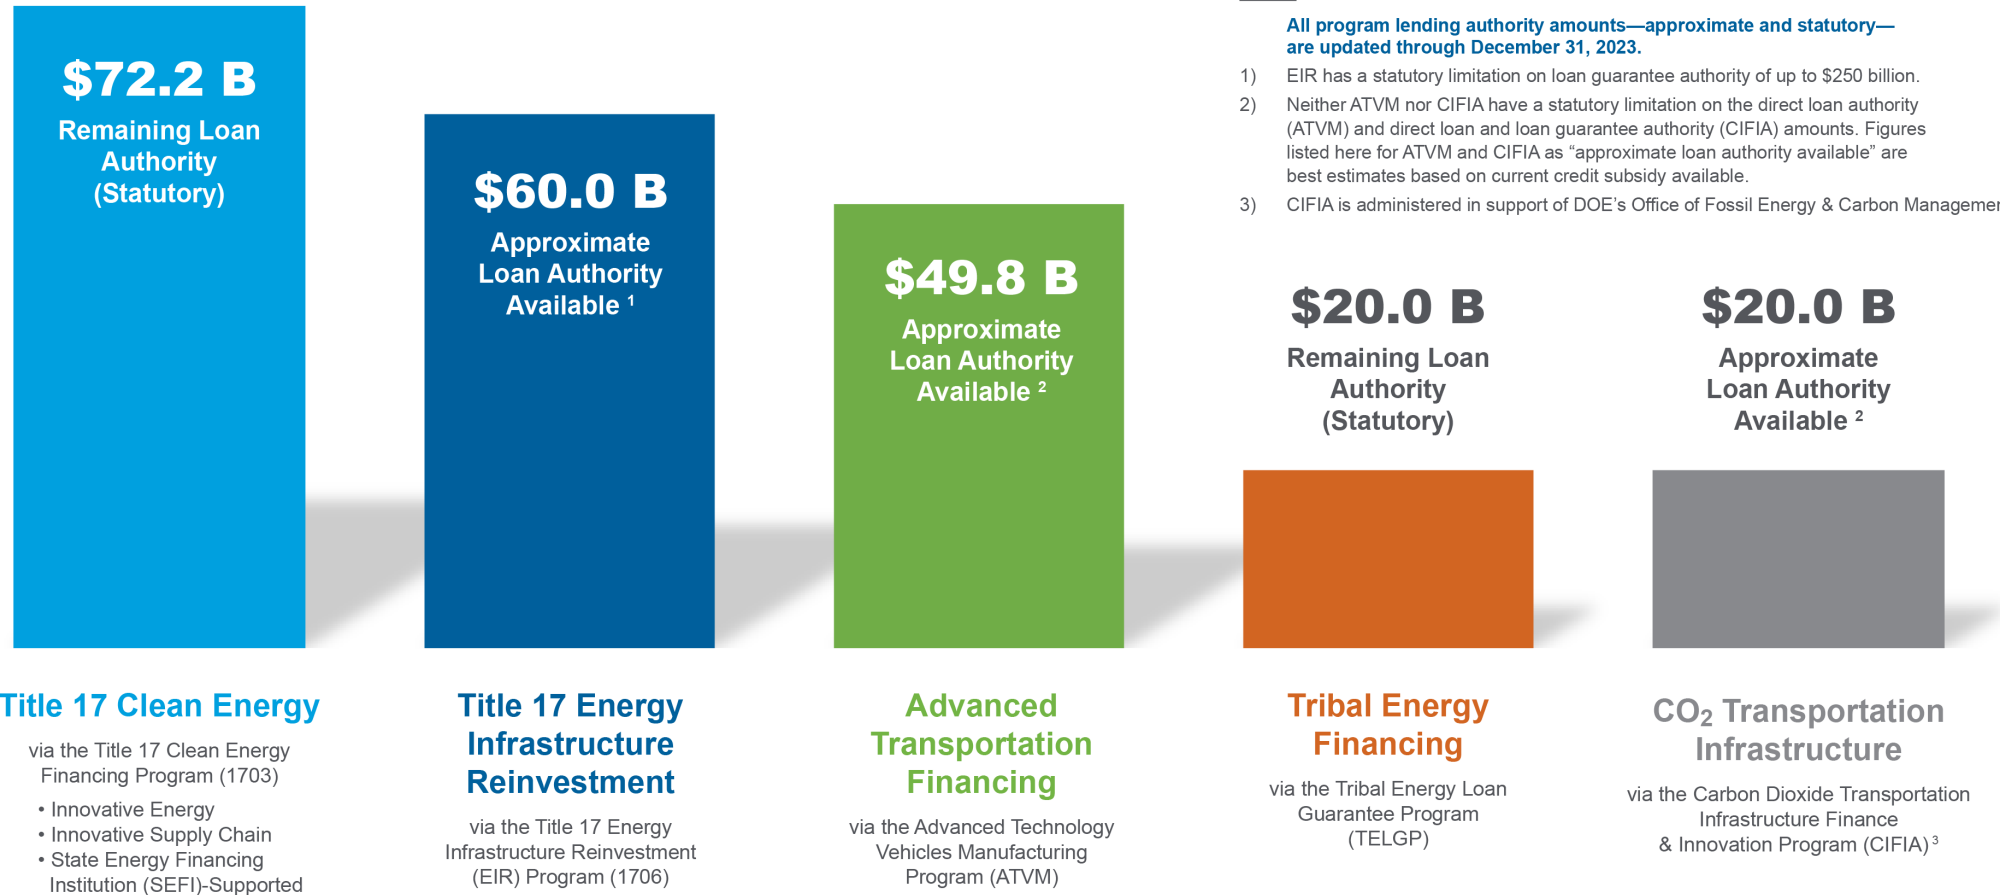 $72.2 B
Remaining Loan
Authority
(Statutory)
$60.0 B
Approximate
Loan Authority
Available 1
$49.8 B
Approximate
Loan Authority
Available 2
All program lending authority amounts—approximate and statutory—
are updated through December 31, 2023.
1) EIR has a statutory limitation on loan guarantee authority of up to $250 billion.
2) Neither ATVM nor CIFIA have a statutory limitation on the direct loan authority
(ATVM) and direct loan and loan guarantee authority (CIFIA) amounts. Figures
listed here for ATVM and CIFIA as “approximate loan authority available” are
best estimates based on current credit subsidy available.
3) CIFIA is administered in support of DOE’s Office of Fossil Energy & Carbon
$20.0 B
Remaining Loan
Authority
(Statutory)
$20.0 B
Approximate
Loan Authority
Available 2
Title 17 Clean Energy
via the Title 17 Clean Energy
Financing Program (1703)
• Innovative Energy
• Innovative Supply Chain
• State Energy Financing
Institution (SEFI)-Supported
Title 17 Energy
Infrastructure
Reinvestment
via the Title 17 Energy
Infrastructure Reinvestment
(EIR) Program (1706)
Advanced
Transportation
Financing
via the Advanced Technology
Vehicles Manufacturing
Program (ATVM)
Tribal Energy
Financing
via the Tribal Energy Loan
Guarantee Program
(TELGP)
CO2 Transportation
Infrastructure
via the Carbon Dioxide Transportation
Infrastructure Finance
& Innovation Program (CIFIA) 3